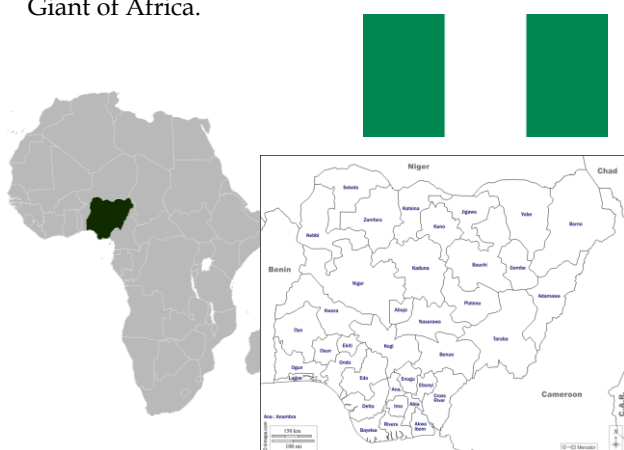 Giant of Africa.
Niger
Chad
Sokoto
Katsina
Jigawa
Yobe
Borno
Zamfara
Kano
Kebbi
Benin
Kaduna
Bauchi
Gombe
Niger
Adamawa
Plateau
Kwara
Abuja
Nasarawa
Oyo
Taraba
Ekiti
Kogi
Osun
Benue
Ondo
Ogun
Lagos
Edo
Enugu
Ebonyi
Ana
Cross
River
Cameroon
Delta
Imo
Abia
Ano : Anambra
Rivers
Akwa
Ibom
Bayelsa
C.A.R.
150 km
100 mi
Mercator